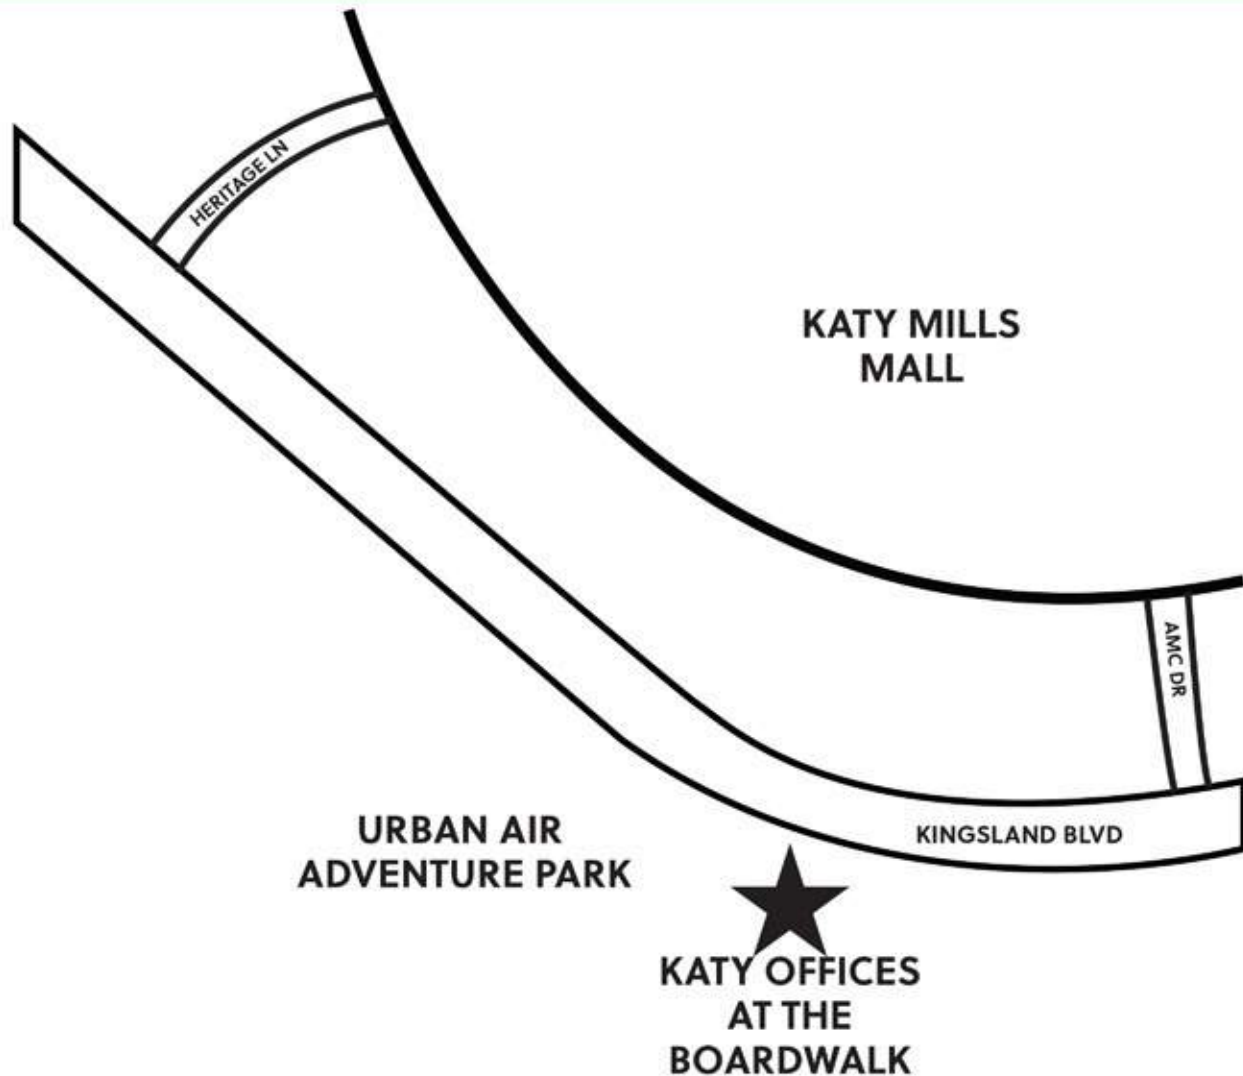 HERITAGE LN
KATY MILLS
MALL
AMC DR
KINGSLAND BLVD
URBAN AIR
ADVENTURE PARK
KATY OFFICES
AT THE
BOARDWALK